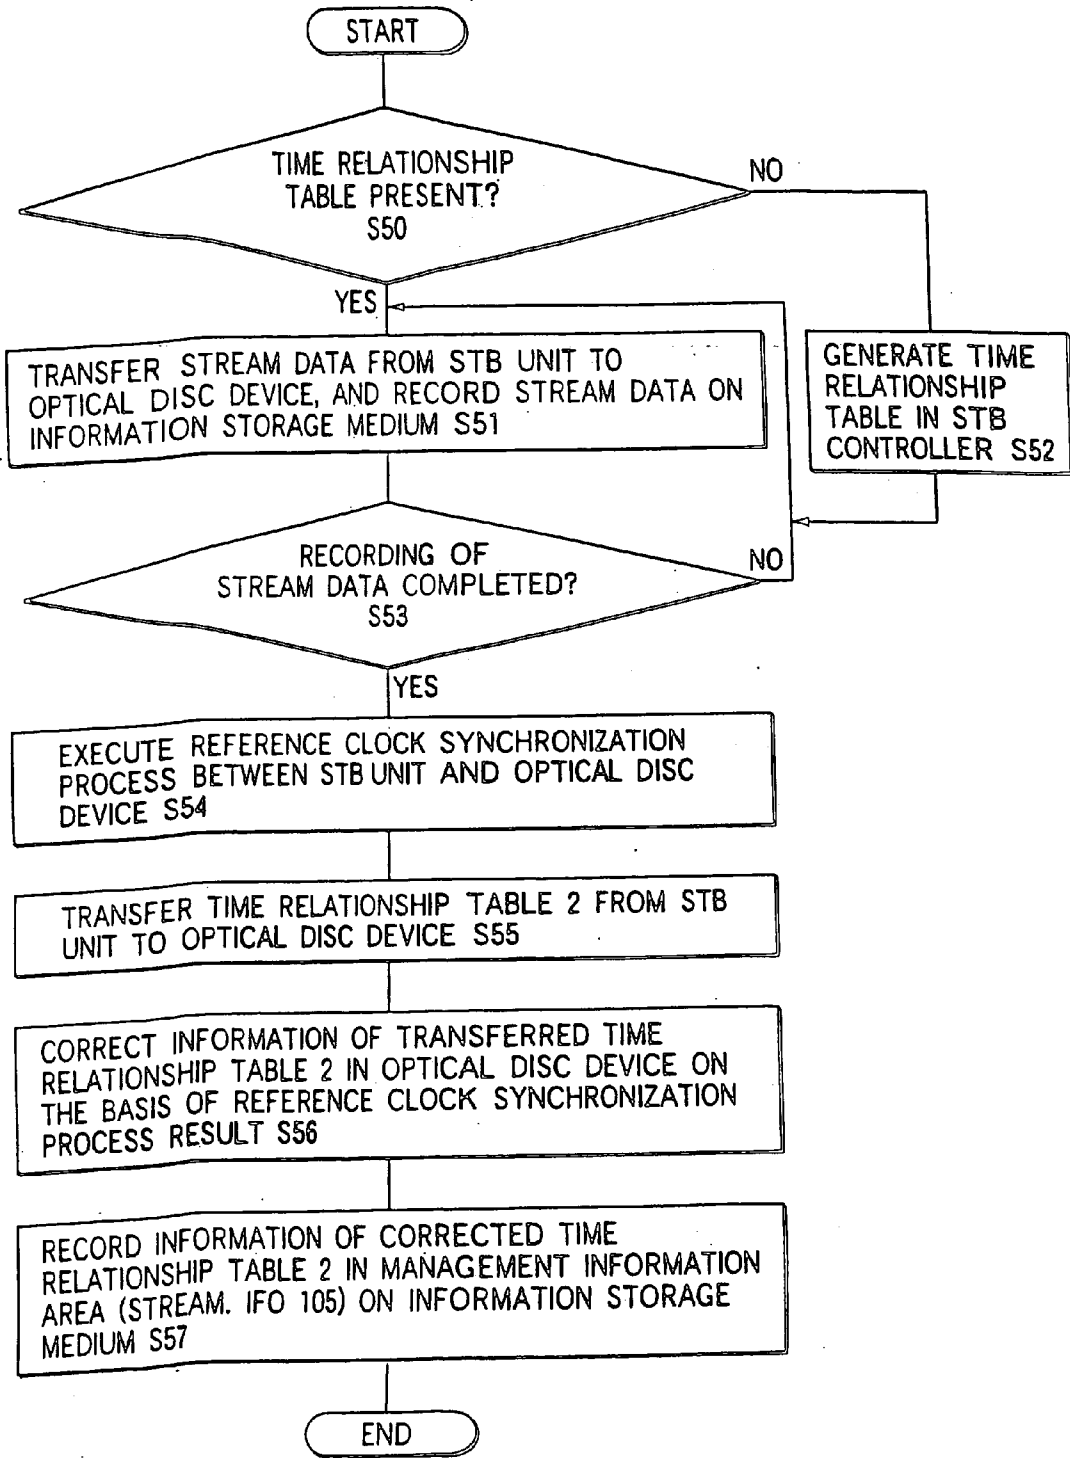 START
TIME RELATIONSHIP
TABLE PRESENT?
S50
NO
YES
TRANSFER STREAM DATA FROM STB UNIT TO
OPTICAL DISC DEVICE, AND RECORD STREAM DATA ON
INFORMATION STORAGE MEDIUM S51
GENERATE TIME
RELATIONSHIP
TABLE IN STB
CONTROLLER S52
RECORDING OF
STREAM DATA COMPLETED?
S53
NO
YES
EXECUTE REFERENCE CLOCK SYNCHRONIZATION
PROCESS BETWEEN STB UNIT AND OPTICAL DISC
DEVICE S54
TRANSFER TIME RELATIONSHIP TABLE 2 FROM STB
UNIT TO OPTICAL DISC DEVICE S55
CORRECT INFORMATION OF TRANSFERRED TIME
RELATIONSHIP TABLE 2 IN OPTICAL DISC DEVICE ON
THE BASIS OF REFERENCE CLOCK SYNCHRONIZATION
PROCESS RESULT S56
RECORD INFORMATION OF CORRECTED TIME
RELATIONSHIP TABLE 2 IN MANAGEMENT INFORMATION
AREA (STREAM. IFO 105) ON INFORMATION STORAGE
MEDIUM S57
END